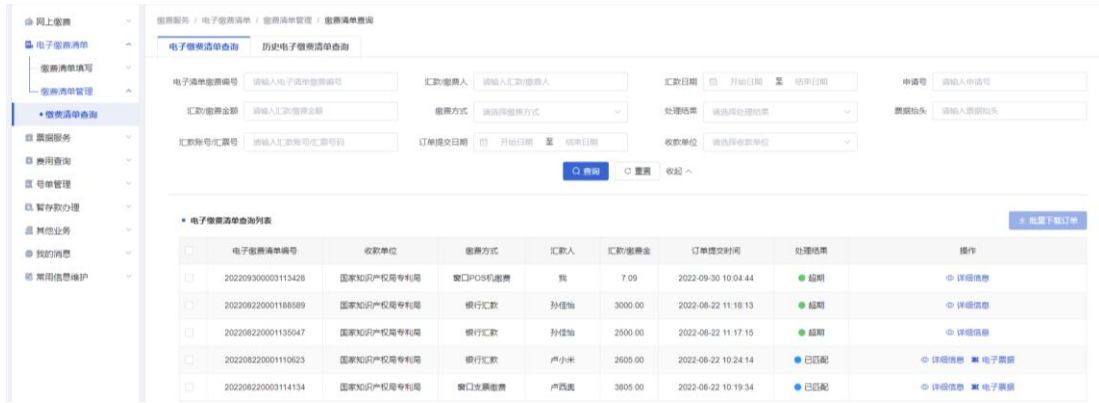 网上缴费
电子缴费清单
缴费清单填写
缴费清单管理
缴费清单查询
票据服务
费用查询
号单管理
暂存款办理
其他业务
我的消息
常用信息维护
缴费服务 / 电子缴费清单 / 缴费清单管理 / 缴费清单查询
电子缴费清单查询 历史电子缴费清单查询
电子清单缴费编号 请输入电子清单缴费编号 汇款/缴费人 请输入汇款/缴费人 汇款日期 开始日期 至 结束日期 申请号 请输入申请号
汇款/缴费金额 请输入汇款/缴费金额 缴费方式 请选择缴费方式 处理结果 请选择处理结果 票据抬头 请输入票据抬头
汇款账号/汇票号 请输入汇款账号/汇票号码 订单提交日期 开始日期 至 结束日期 收款单位 请选择收款单位
查询 重置 收起
电子缴费清单查询列表 批量下载订单
电子缴费清单编号 收款单位 缴费方式 汇款人 汇款/缴费金 订单提交时间 处理结果 操作
202209300003113428 国家知识产权局专利局 窗口POS机缴费 我 7.09 2022-09-30 10:04:44 超期 详细信息
202208220001188589 国家知识产权局专利局 银行汇款 孙佳怡 3000.00 2022-08-22 11:18:13 超期 详细信息
202208220001135047 国家知识产权局专利局 银行汇款 孙佳怡 2500.00 2022-08-22 11:17:15 超期 详细信息
202208220001110623 国家知识产权局专利局 银行汇款 卢小米 2605.00 2022-08-22 10:24:14 已匹配 详细信息 电子票据
202208220003114134 国家知识产权局专利局 窗口支票缴费 卢西奥 3805.00 2022-08-22 10:19:34 已匹配 详细信息 电子票据